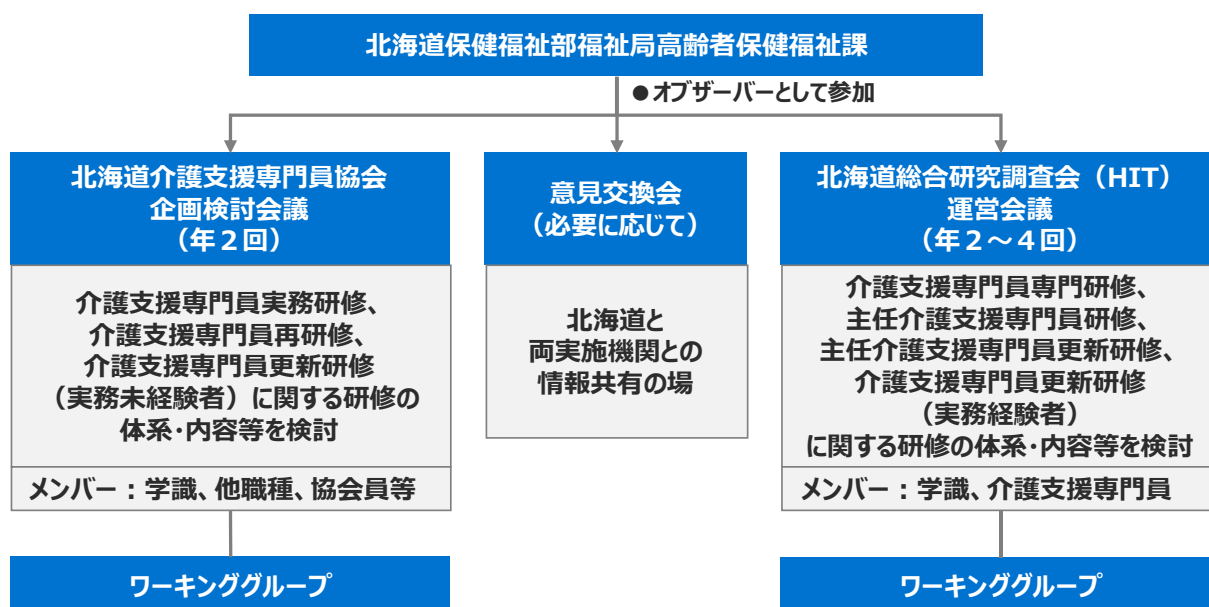 北海道保健福祉部福祉局高齢者保健福祉課
●オブザーバーとして参加
北海道介護支援専門員協会
企画検討会議
（年２回）
介護支援専門員実務研修、
介護支援専門員再研修、
介護支援専門員更新研修
（実務未経験者）に関する研修の
体系・内容等を検討
メンバー：学識、他職種、協会員等
ワーキンググループ
意見交換会
（必要に応じて）
北海道と
両実施機関との
情報共有の場
北海道総合研究調査会（HIT）
運営会議
（年２～４回）
介護支援専門員専門研修、
主任介護支援専門員研修、
主任介護支援専門員更新研修、
介護支援専門員更新研修
（実務経験者）
に関する研修の体系・内容等を検討
メンバー：学識、介護支援専門員
ワーキンググループ